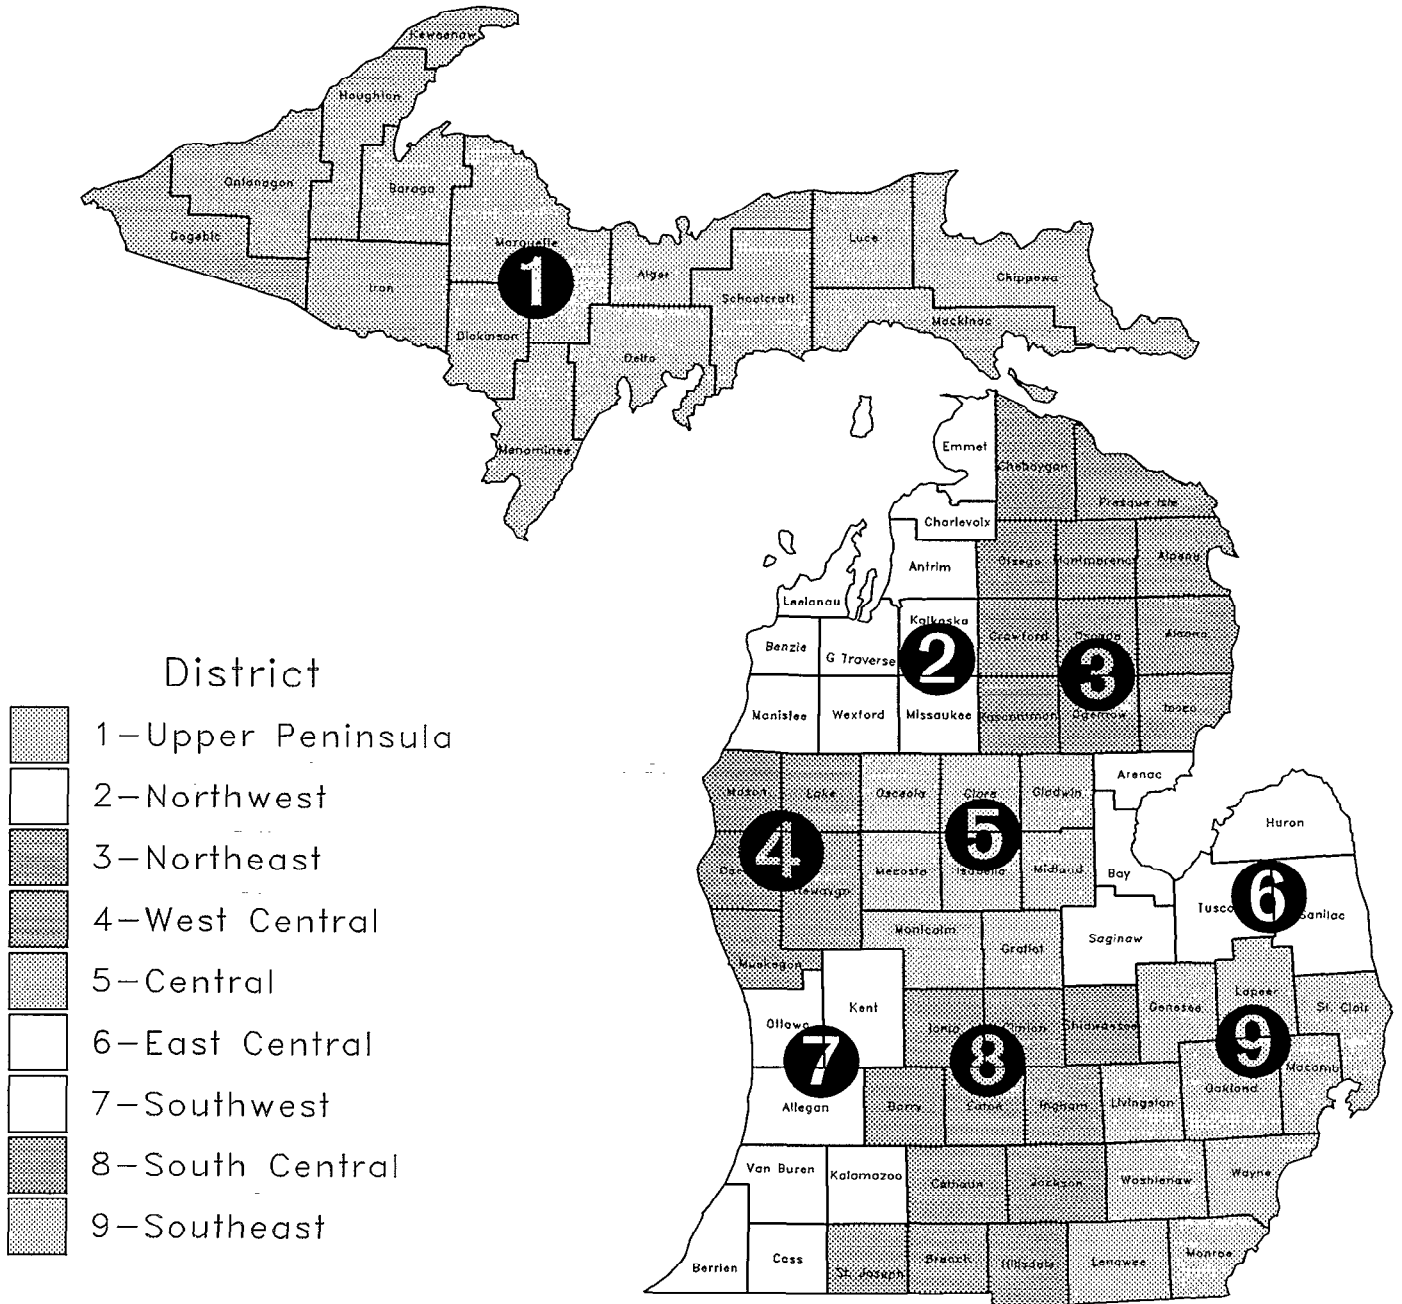 Keweenaw
Houghton
Ontonagon
Baraga
Gogebic
Marquette
Luce
Alger
Chippewa
Iron
1
Schoolcraft
Mackinac
Dickinson
Delta
Menominee
Emmet
Cheboygan
Presque Isle
Charlevoix
Antrim
Otsego
Montmorency
Alpena
Leelanau
Kalkaska
Crawford
Oscoda
Alcona
Benzie
G Traverse
2
3
Manistee
Wexford
Missaukee
Roscommon
Ogemaw
Iosco
District
1-Upper Peninsula
2-Northwest
3-Northeast
4-West Central
5-Central
6-East Central
7-Southwest
8-South Central
9-Southeast
Mason
Lake
Osceola
Clare
Gladwin
Arenac
Huron
4
5
Newaygo
Mecosta
Isabella
Midland
Bay
6
Sanilac
Montcalm
Gratiot
Saginaw
Muskegon
Kent
Ottawa
Ionia
Clinton
Shiawassee
Genesee
Lapeer
St. Clair
7
8
9
Allegan
Barry
Eaton
Ingham
Livingston
Oakland
Macomb
Van Buren
Kalamazoo
Calhoun
Jackson
Washtenaw
Wayne
Berrien
Cass
St. Joseph
Branch
Hillsdale
Lenawee
Monroe